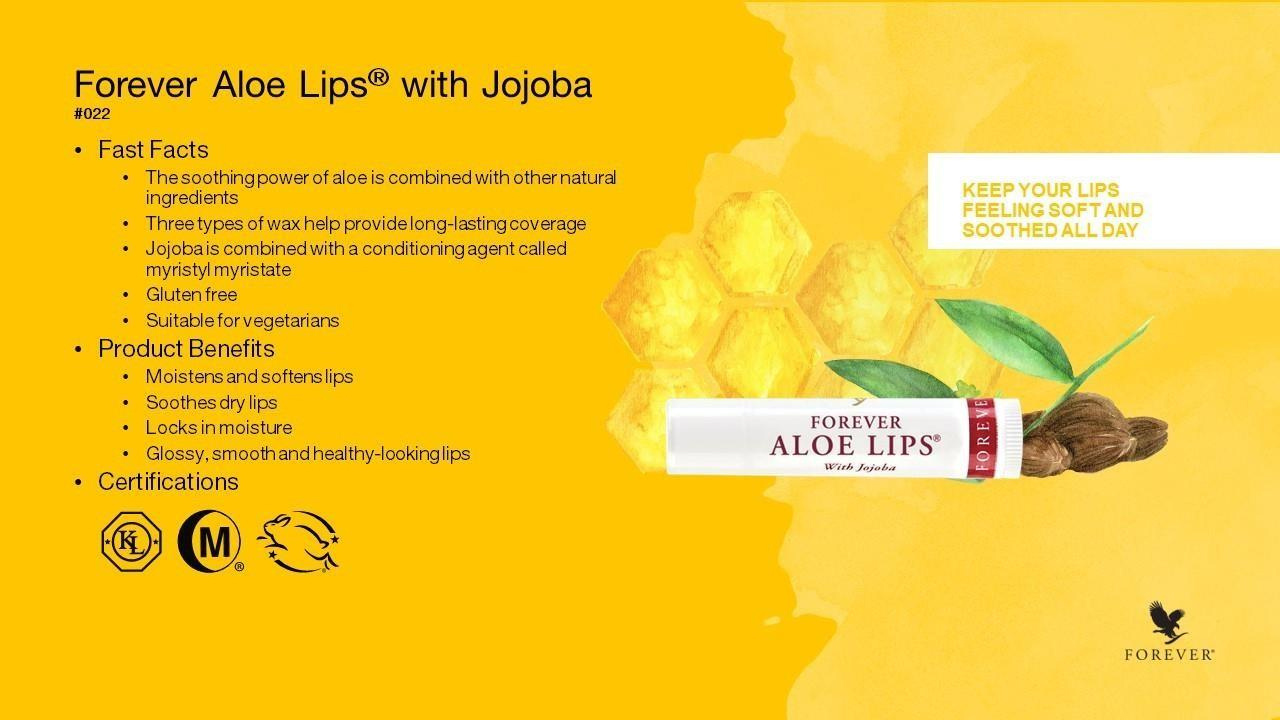 Forever Aloe Lips® with Jojoba
#022
• Fast Facts
• The soothing power of aloe is combined with other natural
ingredients
• Three types of wax help provide long-lasting coverage
• Jojoba is combined with a conditioning agent called
myristyl myristate
• Gluten free
• Suitable for vegetarians
• Product Benefits
• Moistens and softens lips
• Soothes dry lips
• Locks in moisture
• Glossy, smooth and healthy-looking lips
• Certifications
KL
M®
KEEP YOUR LIPS
FEELING SOFT AND
SOOTHED ALL DAY
FOREVER
ALOE LIPS®
With Jojoba
FOREVE
FOREVER®